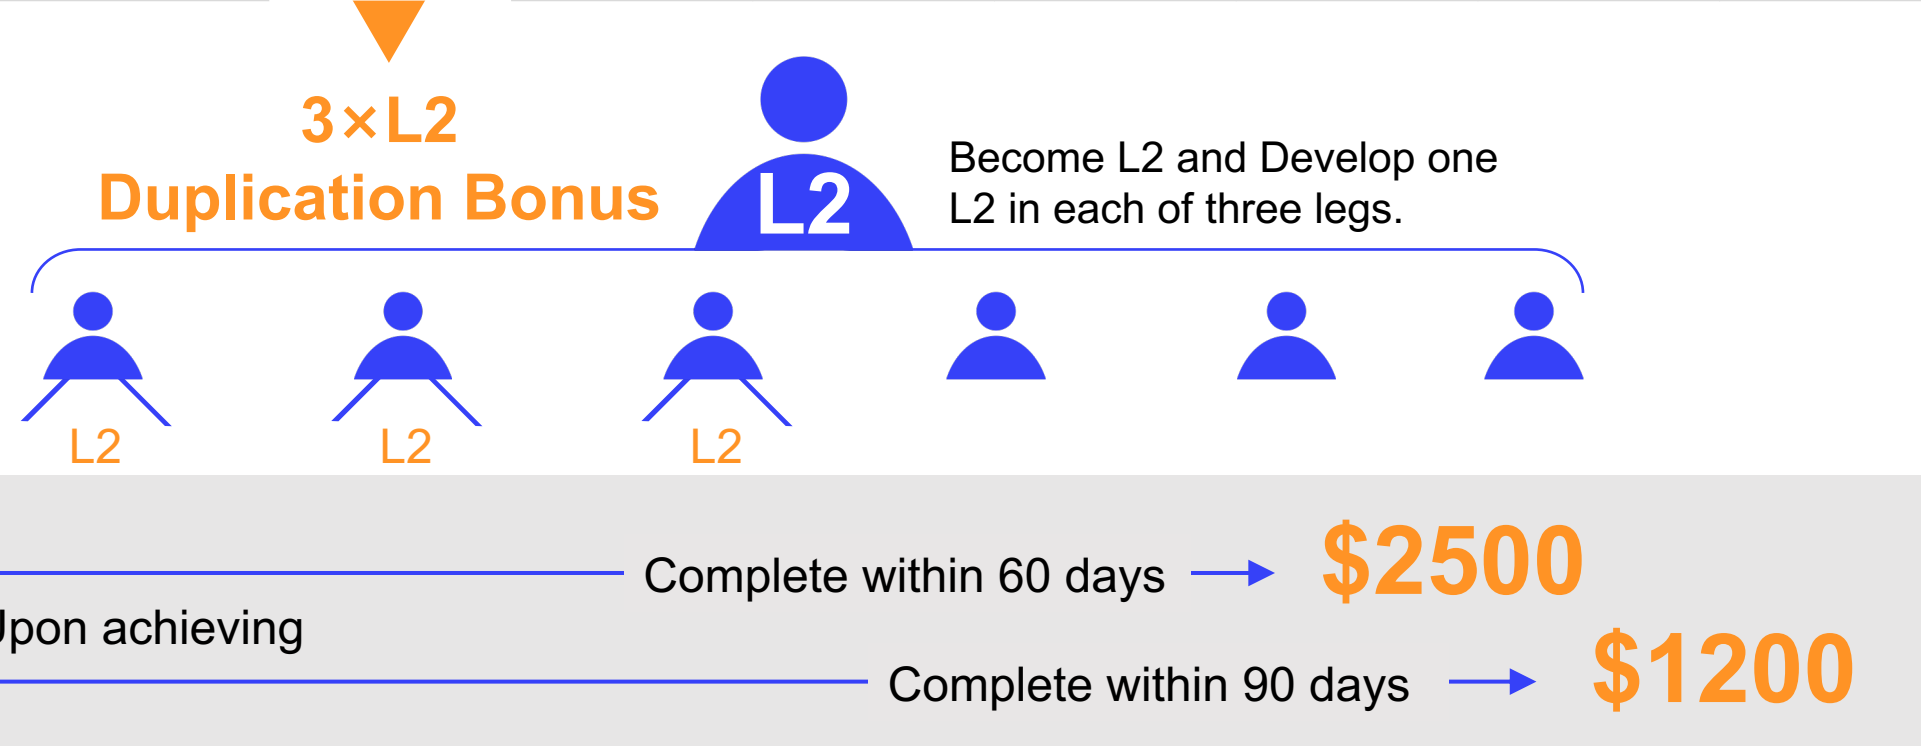 3×L2
Duplication Bonus
L2
Become L2 and Develop one
L2 in each of three legs.
L2
L2
L2
Complete within 60 days
$2500
Upon achieving
Complete within 90 days
$1200